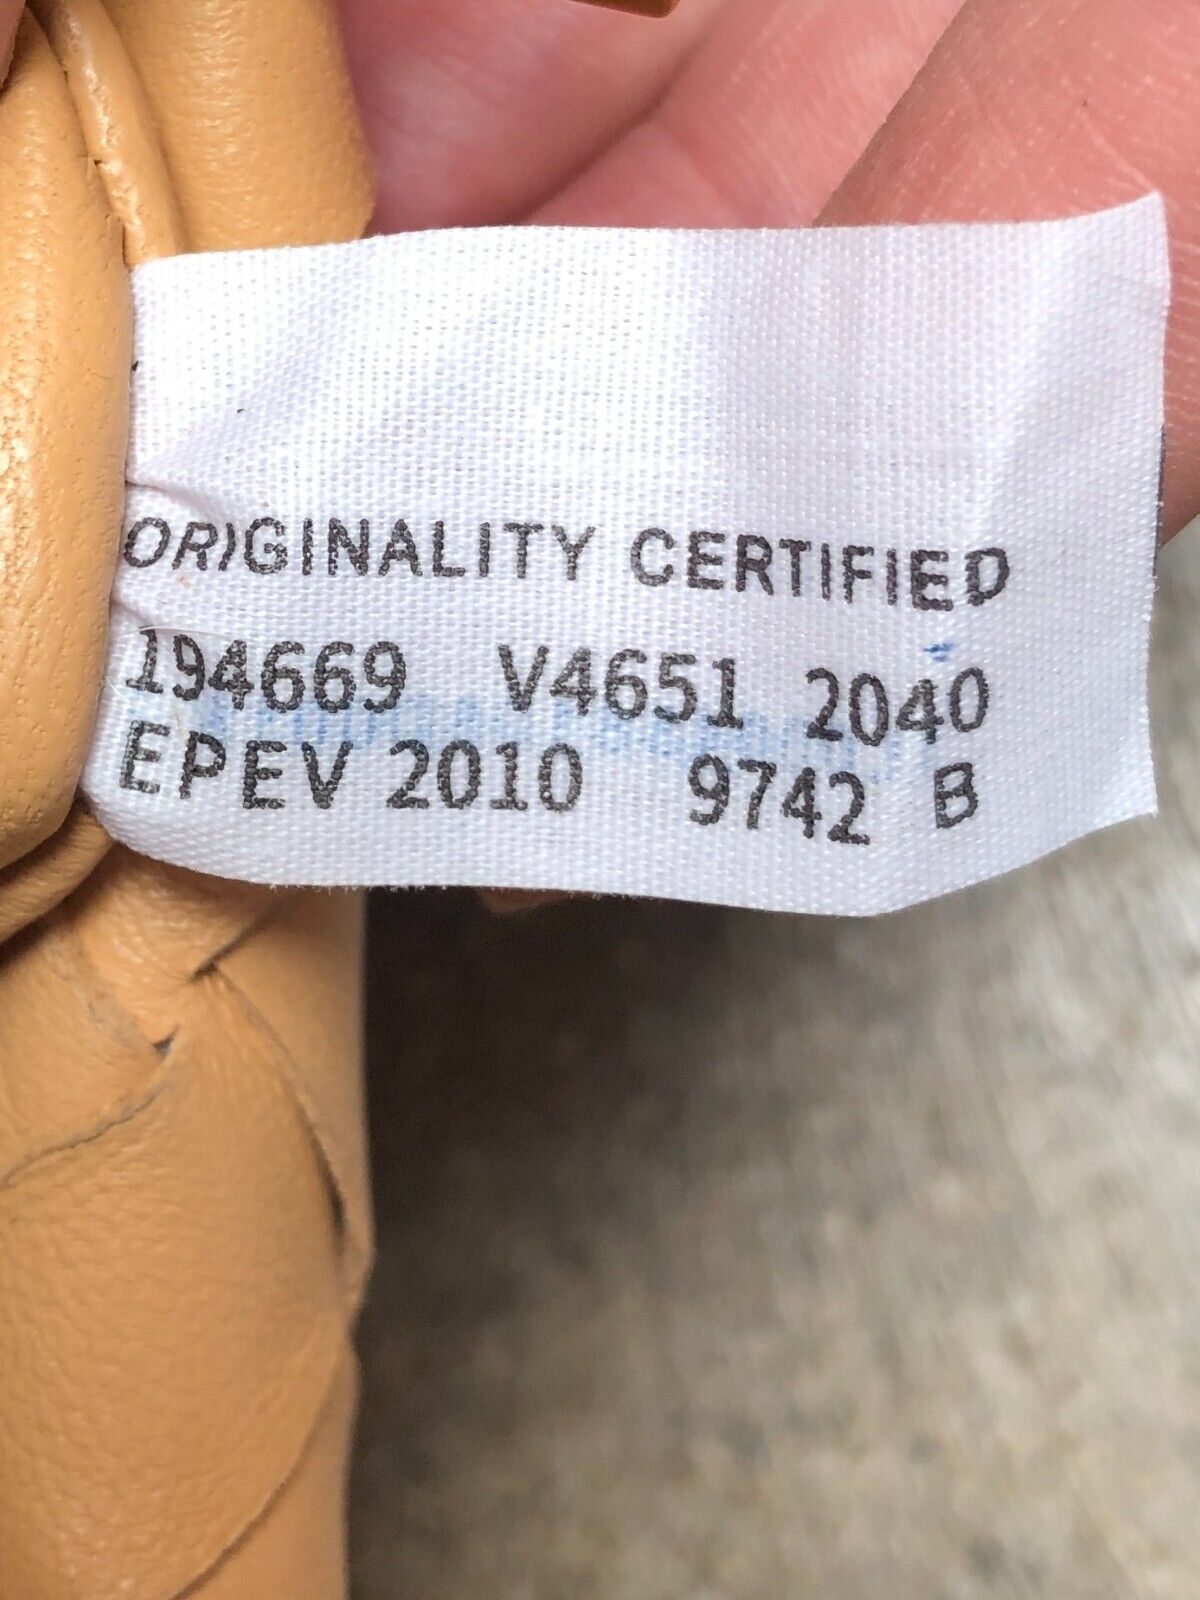 ORIGINALITY CERTIFIED
194669 V4651 2040
EPEV 2010 9742 B